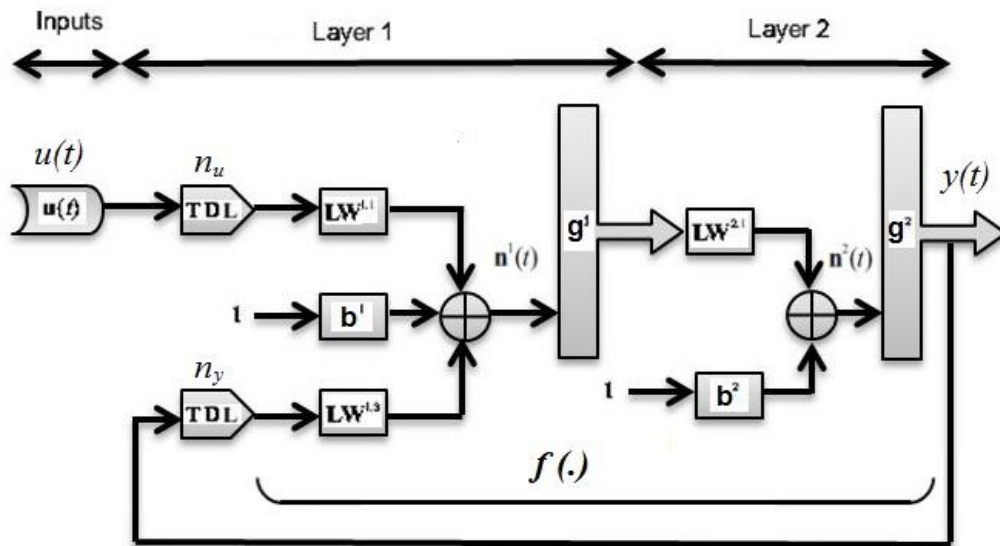 Inputs
Layer 1
Layer 2
u(t)
n_u
y(t)
u(t)
TDL
LW^1,1
g^1
LW^2,1
g^2
n^1(t)
n^2(t)
1
b^1
n_y
1
b^2
TDL
LW^1,3
f(.)